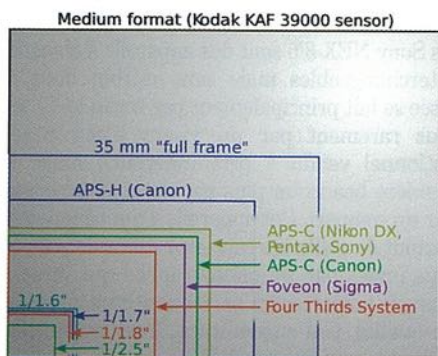 Medium format (Kodak KAF 39000 sensor)
35 mm "full frame"
APS-H (Canon)
APS-C (Nikon DX,
Pentax, Sony)
APS-C (Canon)
Foveon (Sigma)
Four Thirds System
1/1.6"
1/1.7"
1/1.8"
1/2.5"